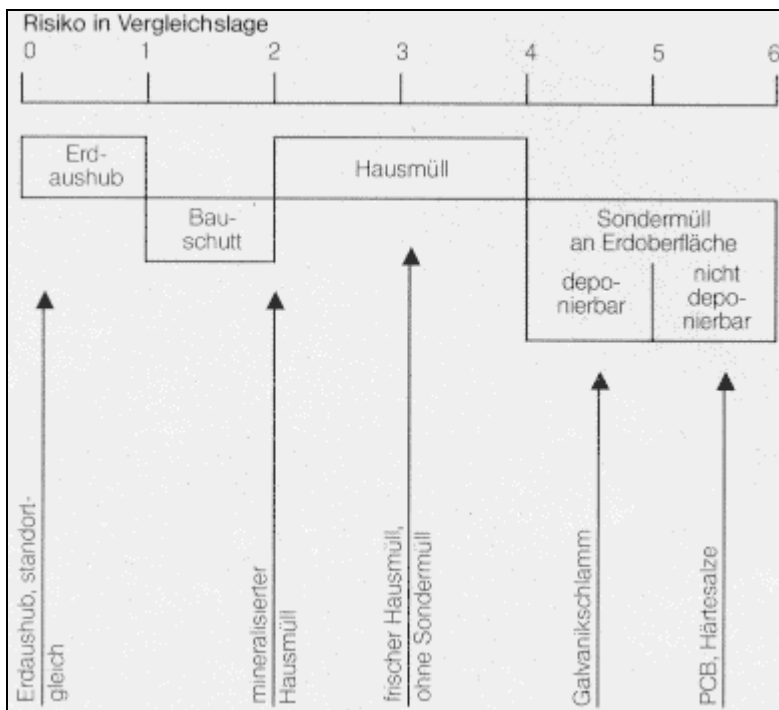 Risiko in Vergleichslage
0 1 2 3 4 5 6
Erd-
aushub
Bau-
schutt
Hausmüll
Sondermüll
an Erdoberfläche
depo-
nierbar
nicht
depo-
nierbar
Erdaushub, standort-
gleich
mineralisierter
Hausmüll
frischer Hausmüll,
ohne Sondermüll
Galvanikschlamm
PCB, Härtesalze